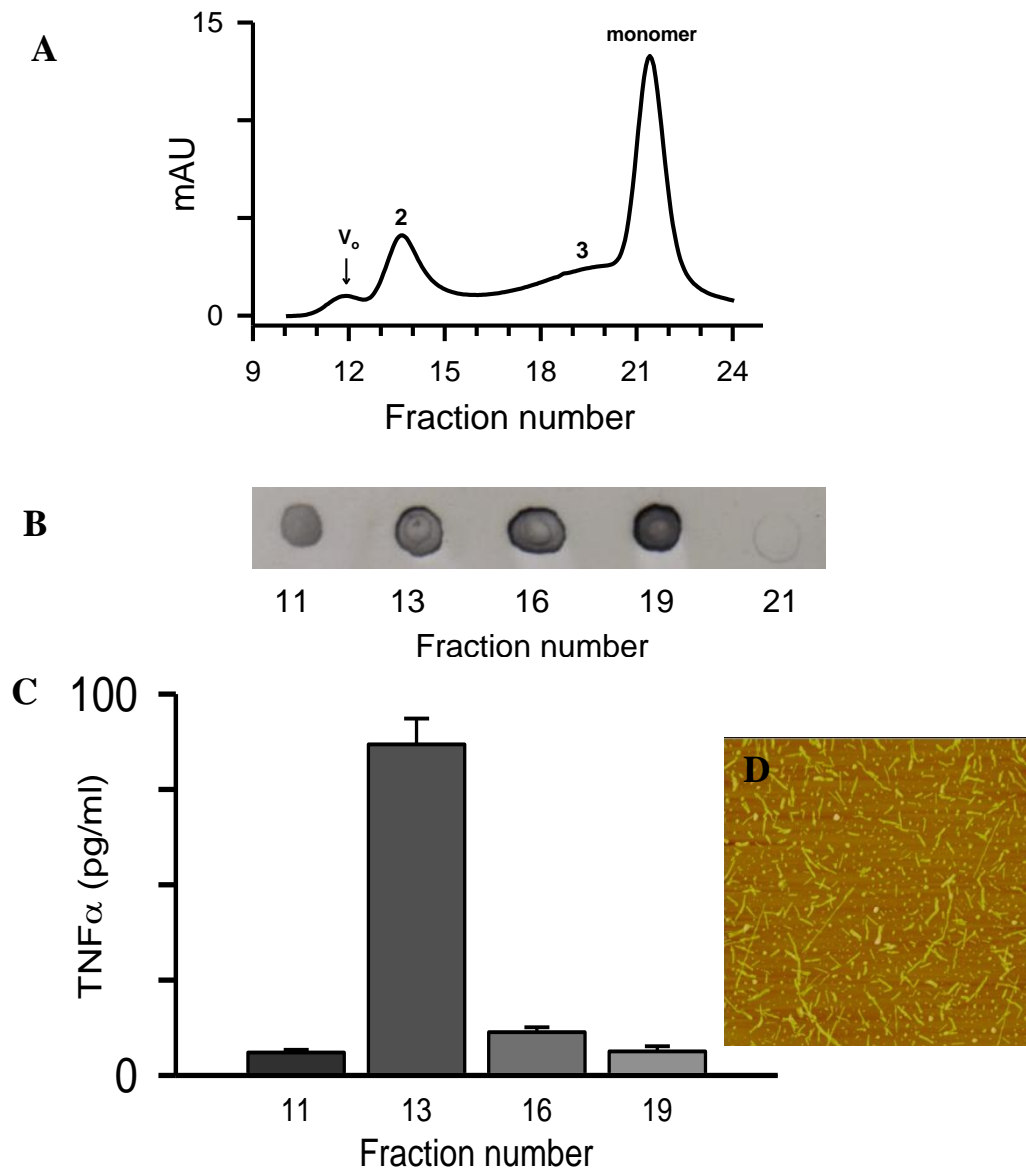 A
15
monomer
mAU
2
Vo
3
0
9 12 15 18 21 24
Fraction number
B
11 13 16 19 21
Fraction number
C
100
D
TNFα (pg/ml)
0
11 13 16 19
Fraction number